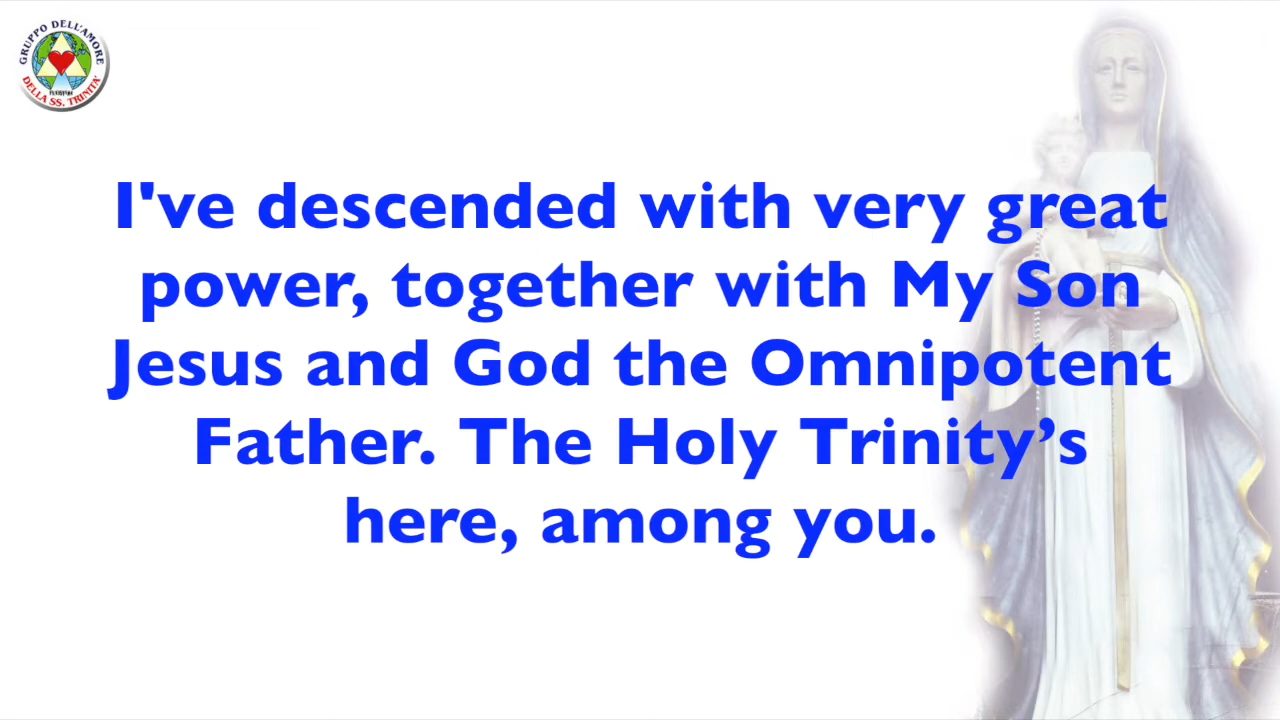 GRUPPO DELL'AMORE
DELLA SS. TRINITA'
I've descended with very great
power, together with My Son
Jesus and God the Omnipotent
Father. The Holy Trinity’s
here, among you.